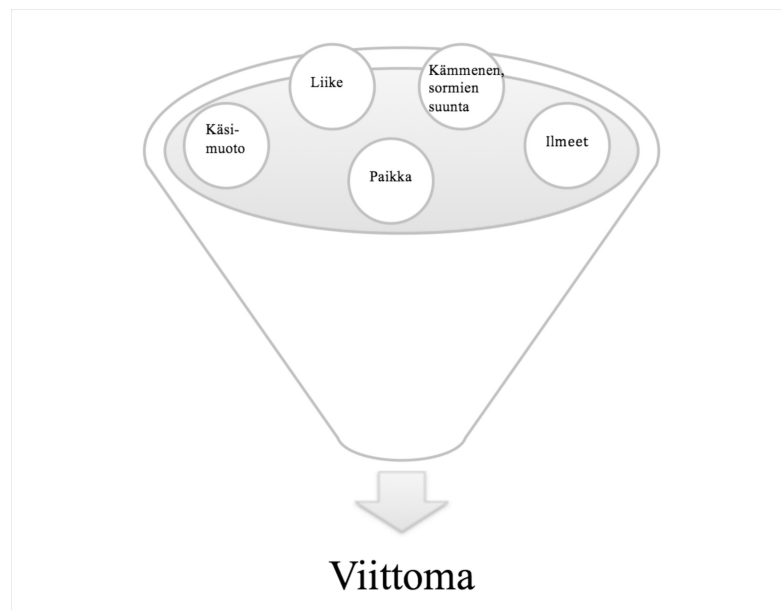 Liike
Kämmenen,
sormien
suunta
Käsi-
muoto
Ilmeet
Paikka
Viittoma